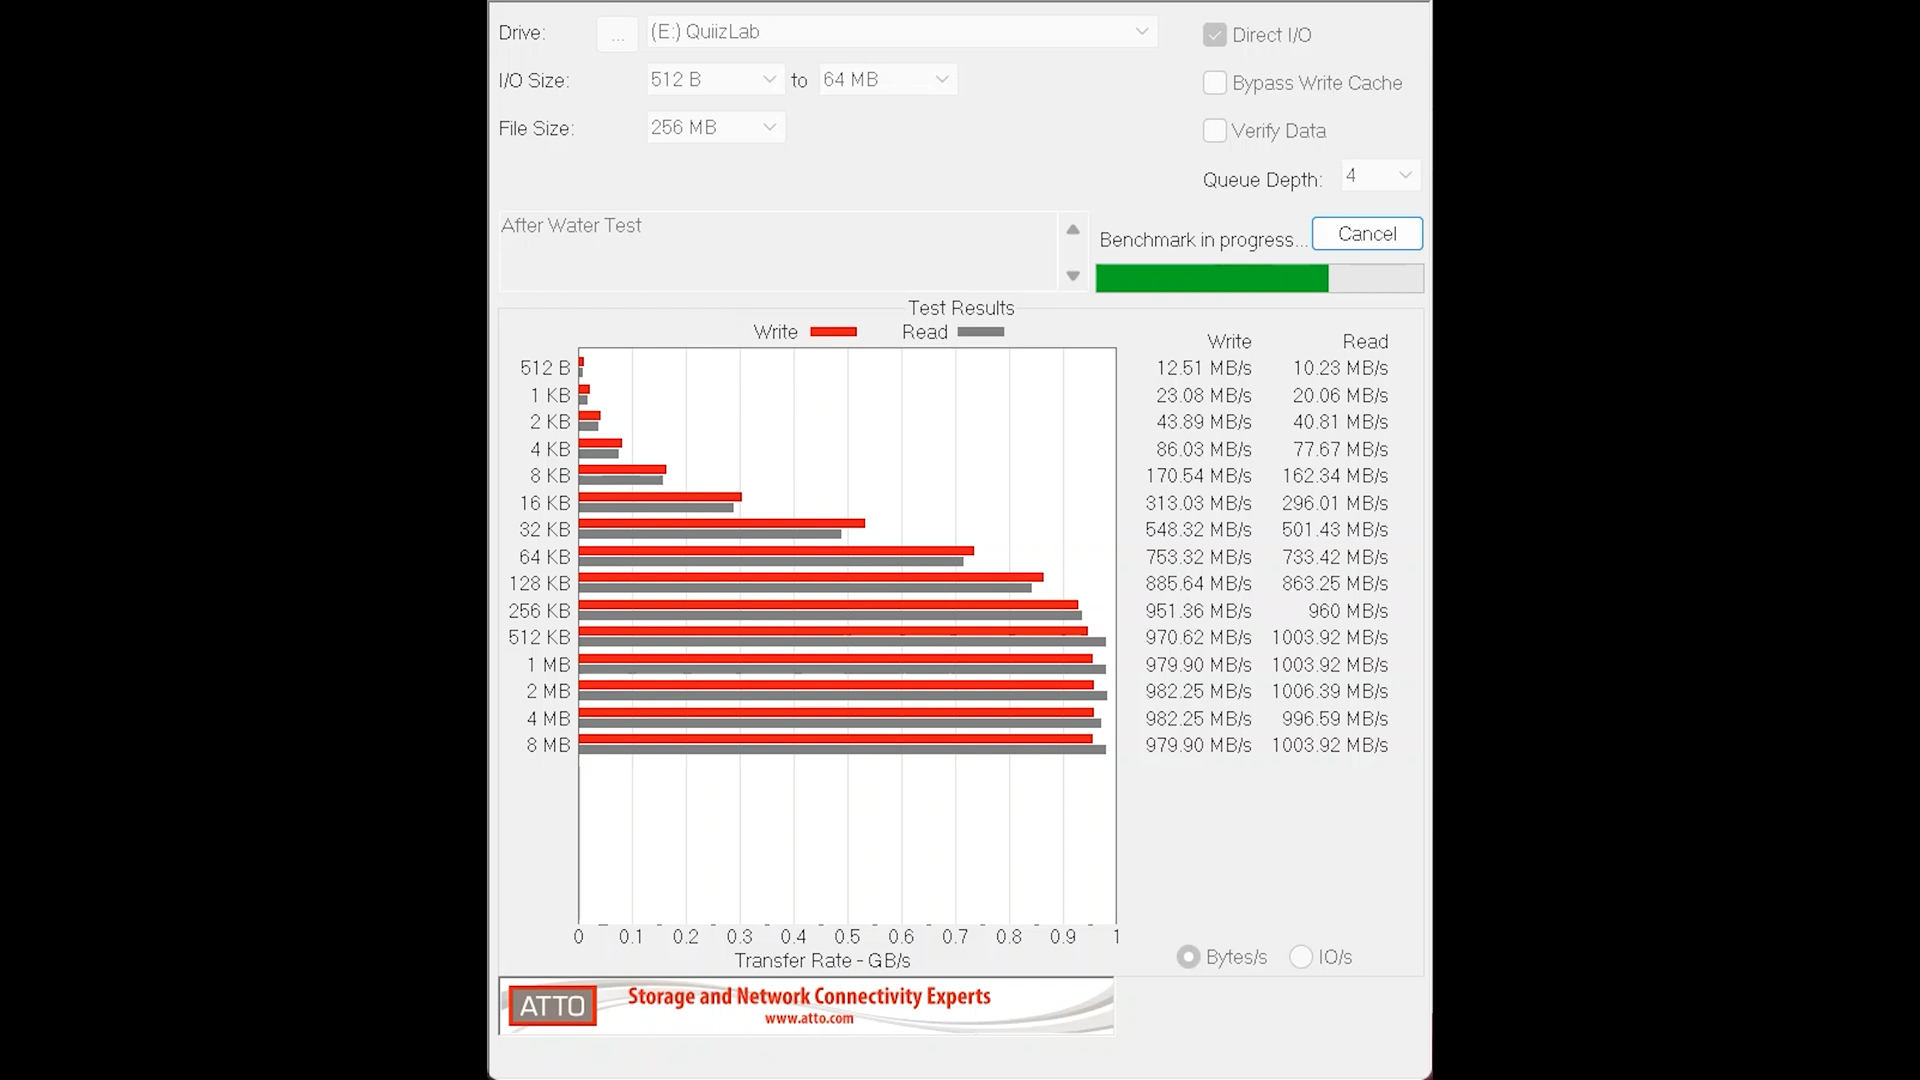 Drive: ... (E:) QuiizLab Direct I/O
I/O Size: 512 B to 64 MB Bypass Write Cache
File Size: 256 MB Verify Data
Queue Depth: 4
After Water Test
Benchmark in progress... Cancel
Test Results
Write Read
Write Read
512 B 12.51 MB/s 10.23 MB/s
1 KB 23.08 MB/s 20.06 MB/s
2 KB 43.89 MB/s 40.81 MB/s
4 KB 86.03 MB/s 77.67 MB/s
8 KB 170.54 MB/s 162.34 MB/s
16 KB 313.03 MB/s 296.01 MB/s
32 KB 548.32 MB/s 501.43 MB/s
64 KB 753.32 MB/s 733.42 MB/s
128 KB 885.64 MB/s 863.25 MB/s
256 KB 951.36 MB/s 960 MB/s
512 KB 970.62 MB/s 1003.92 MB/s
1 MB 979.90 MB/s 1003.92 MB/s
2 MB 982.25 MB/s 1006.39 MB/s
4 MB 982.25 MB/s 996.59 MB/s
8 MB 979.90 MB/s 1003.92 MB/s
0 0.1 0.2 0.3 0.4 0.5 0.6 0.7 0.8 0.9 1
Transfer Rate - GB/s
Bytes/s IO/s
ATTO Storage and Network Connectivity Experts
www.atto.com